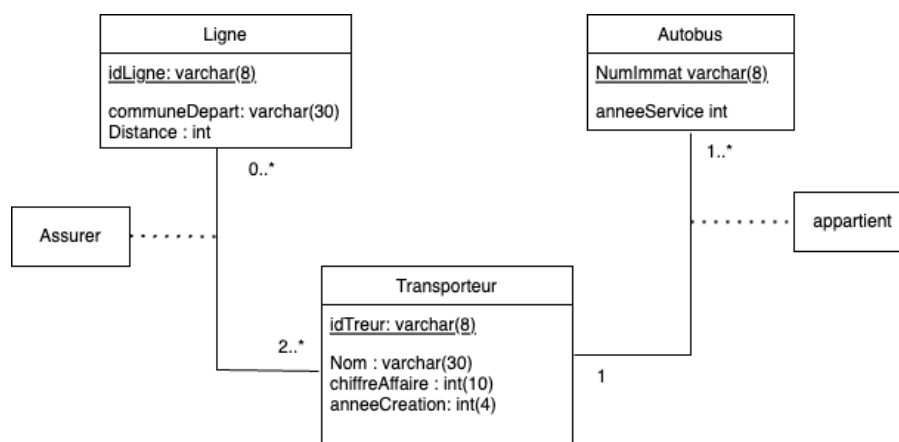 Ligne
idLigne: varchar(8)
communeDepart: varchar(30)
Distance : int
Autobus
NumImmat varchar(8)
anneeService int
0..*
1..*
Assurer
appartient
Transporteur
idTreur: varchar(8)
Nom : varchar(30)
chiffreAffaire : int(10)
anneeCreation: int(4)
2..*
1